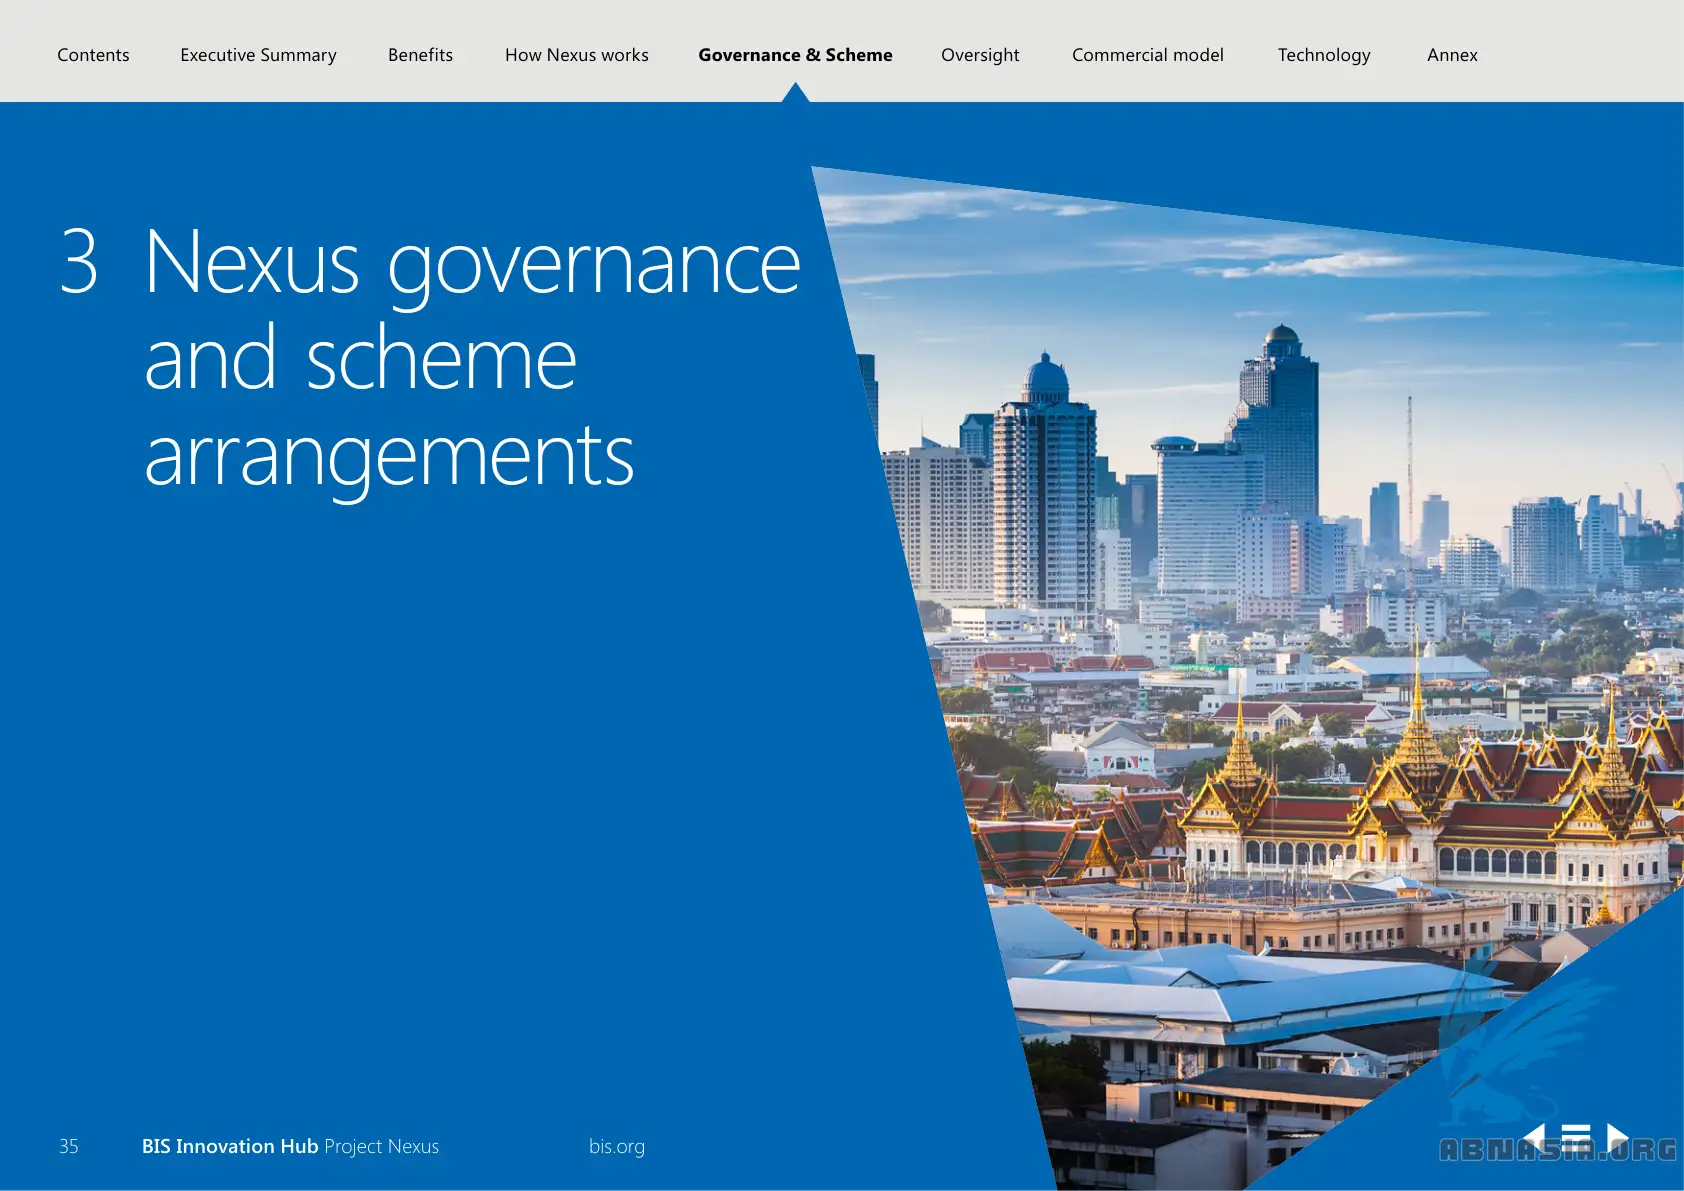 Contents Executive Summary Benefits How Nexus works Governance & Scheme Oversight Commercial model Technology Annex
3 Nexus governance
and scheme
arrangements
35 BIS Innovation Hub Project Nexus bis.org
ABNASIA.ORG